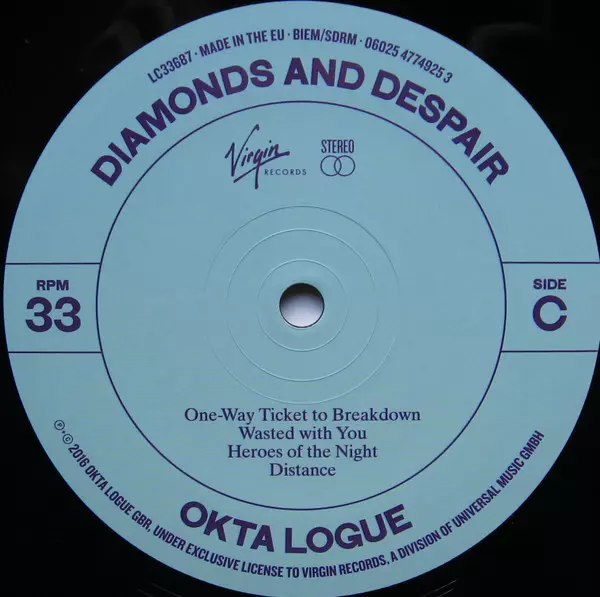 LC33687 · MADE IN THE EU · BIEM/SDRM · 06025 4774925 3
DIAMONDS AND DESPAIR
Virgin
RECORDS
STEREO
RPM
33
SIDE
C
One-Way Ticket to Breakdown
Wasted with You
Heroes of the Night
Distance
OKTA LOGUE
℗+© 2016 OKTA LOGUE GBR, UNDER EXCLUSIVE LICENSE TO VIRGIN RECORDS, A DIVISION OF UNIVERSAL MUSIC GMBH